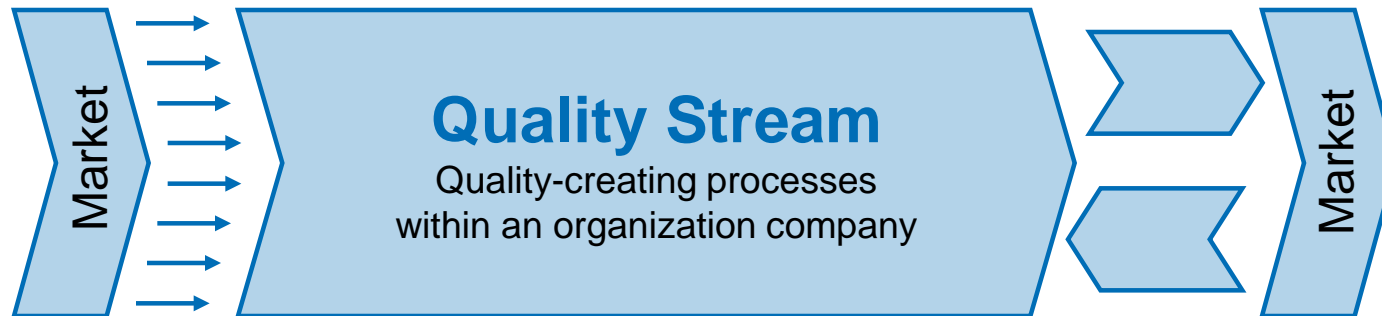 Market
Quality Stream
Quality-creating processes
within an organization company
Market